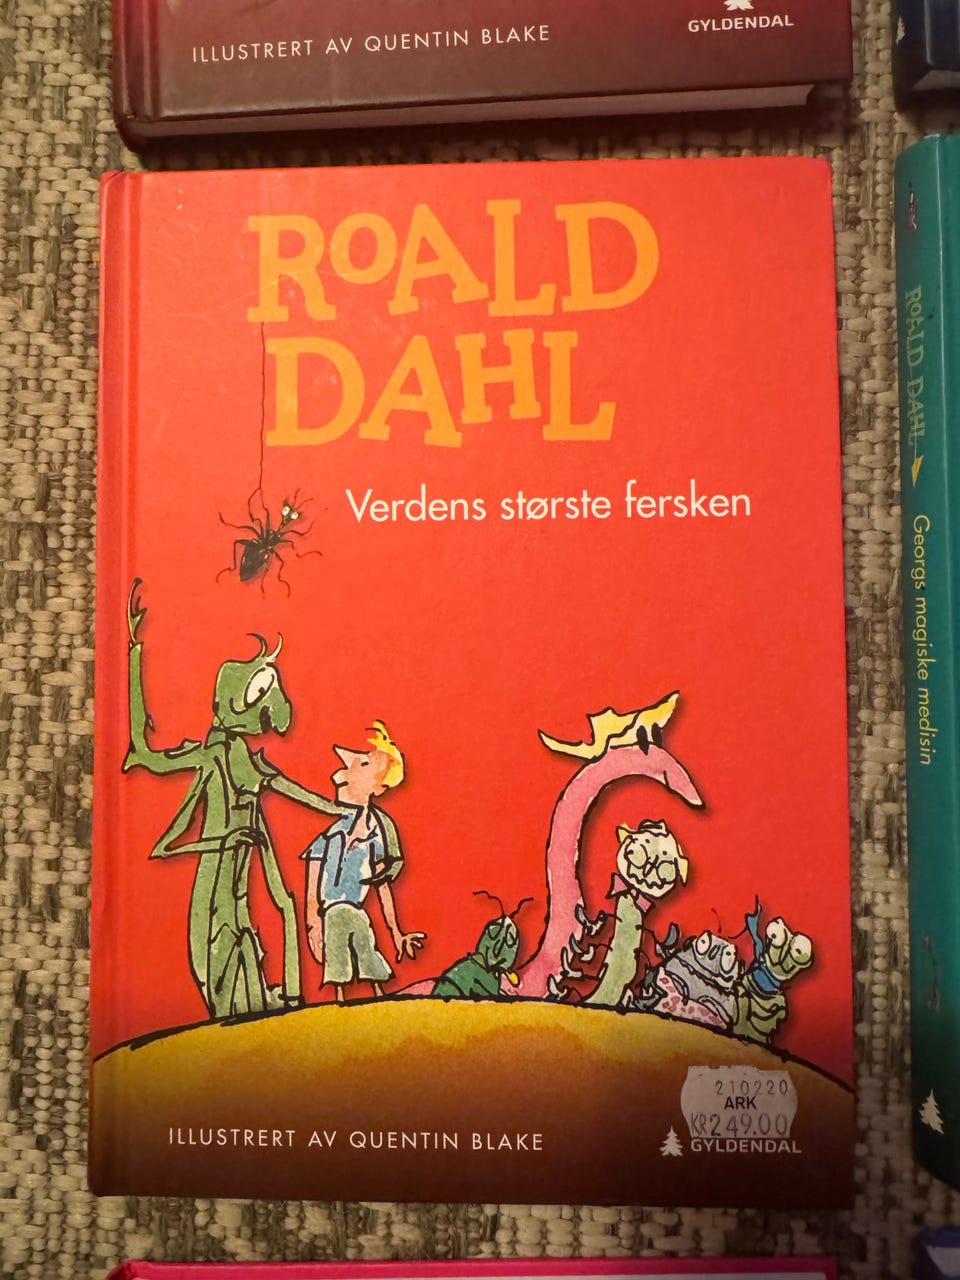 ILLUSTRERT AV QUENTIN BLAKE
GYLDENDAL
ROALD
DAHL
Verdens største fersken
210220
ARK
KR249.00
ILLUSTRERT AV QUENTIN BLAKE
GYLDENDAL
ROALD DAHL
Georgs magiske medisin